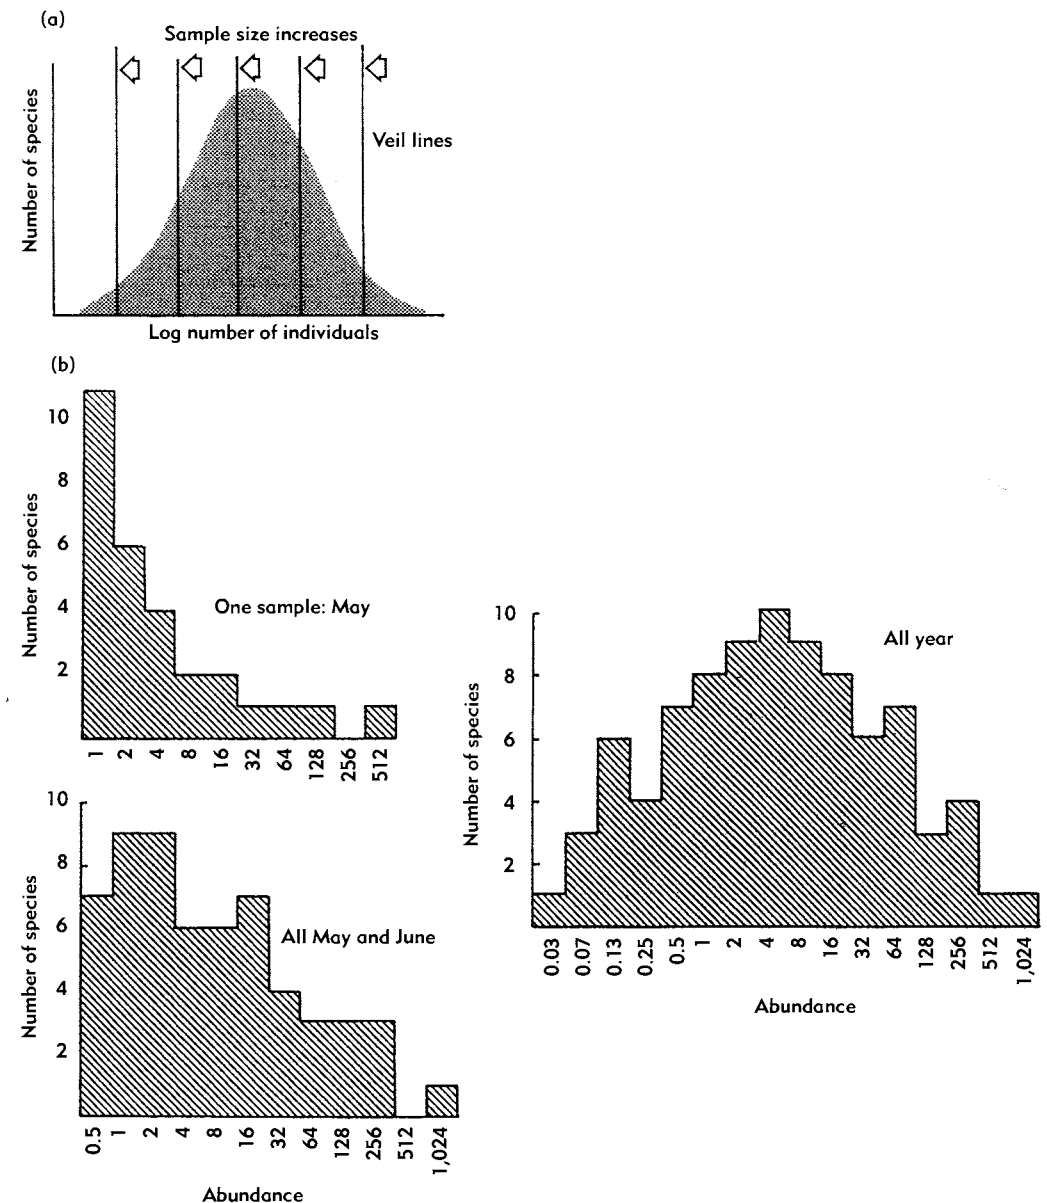 (a)
Sample size increases
Number of species
Veil lines
Log number of individuals
(b)
10
8
6
4
2
Number of species
One sample: May
1 2 4 8 16 32 64 128 256 512
10
8
6
4
2
Number of species
All May and June
0.5 1 2 4 8 16 32 64 128 256 512 1,024
Abundance
10
8
6
4
2
Number of species
All year
0.03 0.07 0.13 0.25 0.5 1 2 4 8 16 32 64 128 256 512 1,024
Abundance